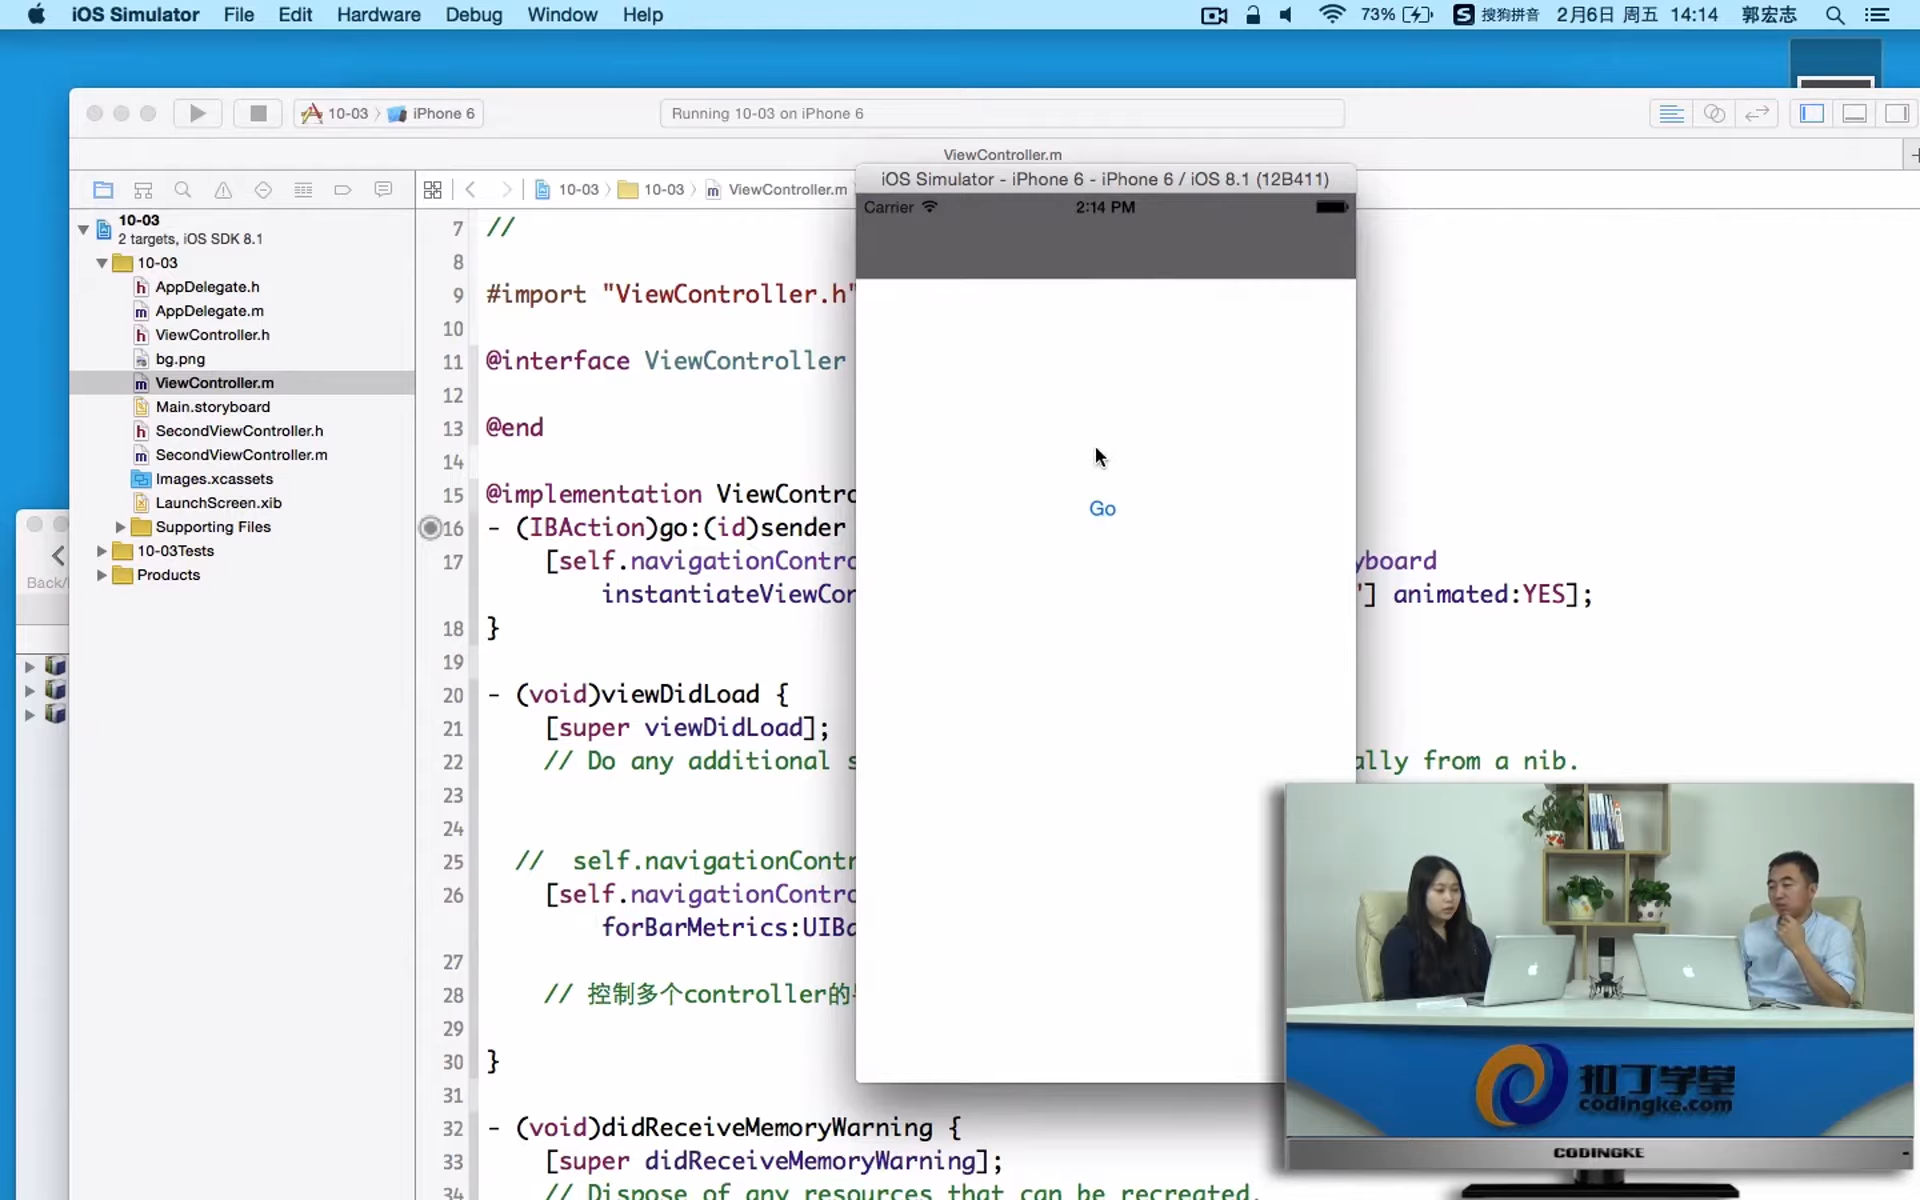 iOS Simulator File Edit Hardware Debug Window Help 73% S 搜狗拼音 2月6日 周五 14:14 郭宏志
10-03 iPhone 6
Running 10-03 on iPhone 6
ViewController.m
10-03 10-03 ViewController.m
iOS Simulator - iPhone 6 - iPhone 6 / iOS 8.1 (12B411)
Carrier 2:14 PM
Go
10-03
2 targets, iOS SDK 8.1
10-03
h AppDelegate.h
m AppDelegate.m
h ViewController.h
bg.png
m ViewController.m
Main.storyboard
h SecondViewController.h
m SecondViewController.m
Images.xcassets
LaunchScreen.xib
Supporting Files
10-03Tests
Products
Back/
7 //
8
9 #import "ViewController.h"
10
11 @interface ViewController
12
13 @end
14
15 @implementation ViewContro
16 - (IBAction)go:(id)sender
17 [self.navigationContro yboard
instantiateViewCon "] animated:YES];
18 }
19
20 - (void)viewDidLoad {
21 [super viewDidLoad];
22 // Do any additional s ally from a nib.
23
24
25 // self.navigationContr
26 [self.navigationContro
forBarMetrics:UIBa
27
28 // 控制多个controller的
29
30 }
31
32 - (void)didReceiveMemoryWarning {
33 [super didReceiveMemoryWarning];
34 // Dispose of any resources that can be recreated.
扣丁学堂
codingke.com
CODINGKE